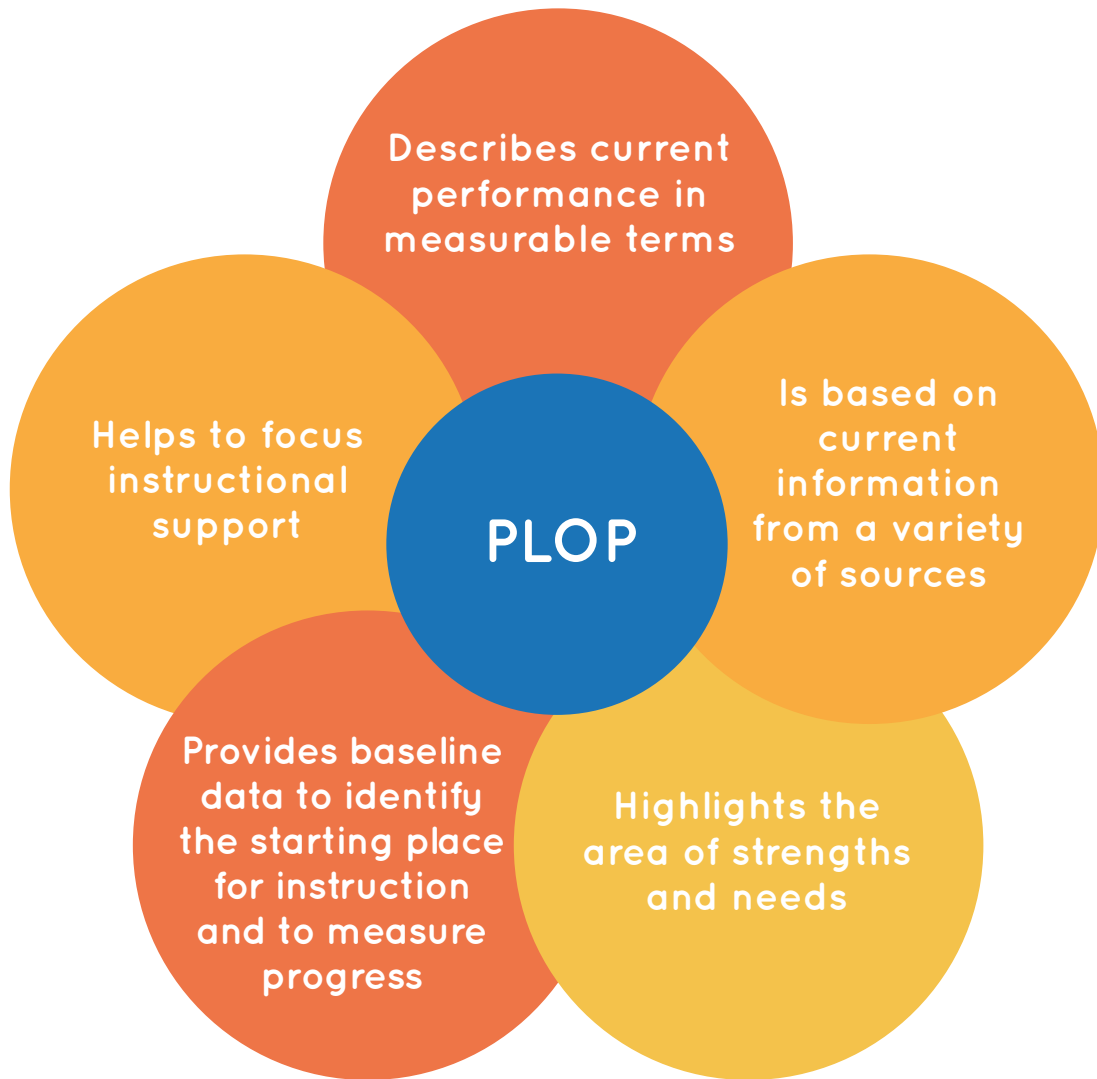 Describes current
performance in
measurable terms
Is based on
current
information
from a variety
of sources
Highlights the
area of strengths
and needs
Provides baseline
data to identify
the starting place
for instruction
and to measure
progress
Helps to focus
instructional
support
PLOP